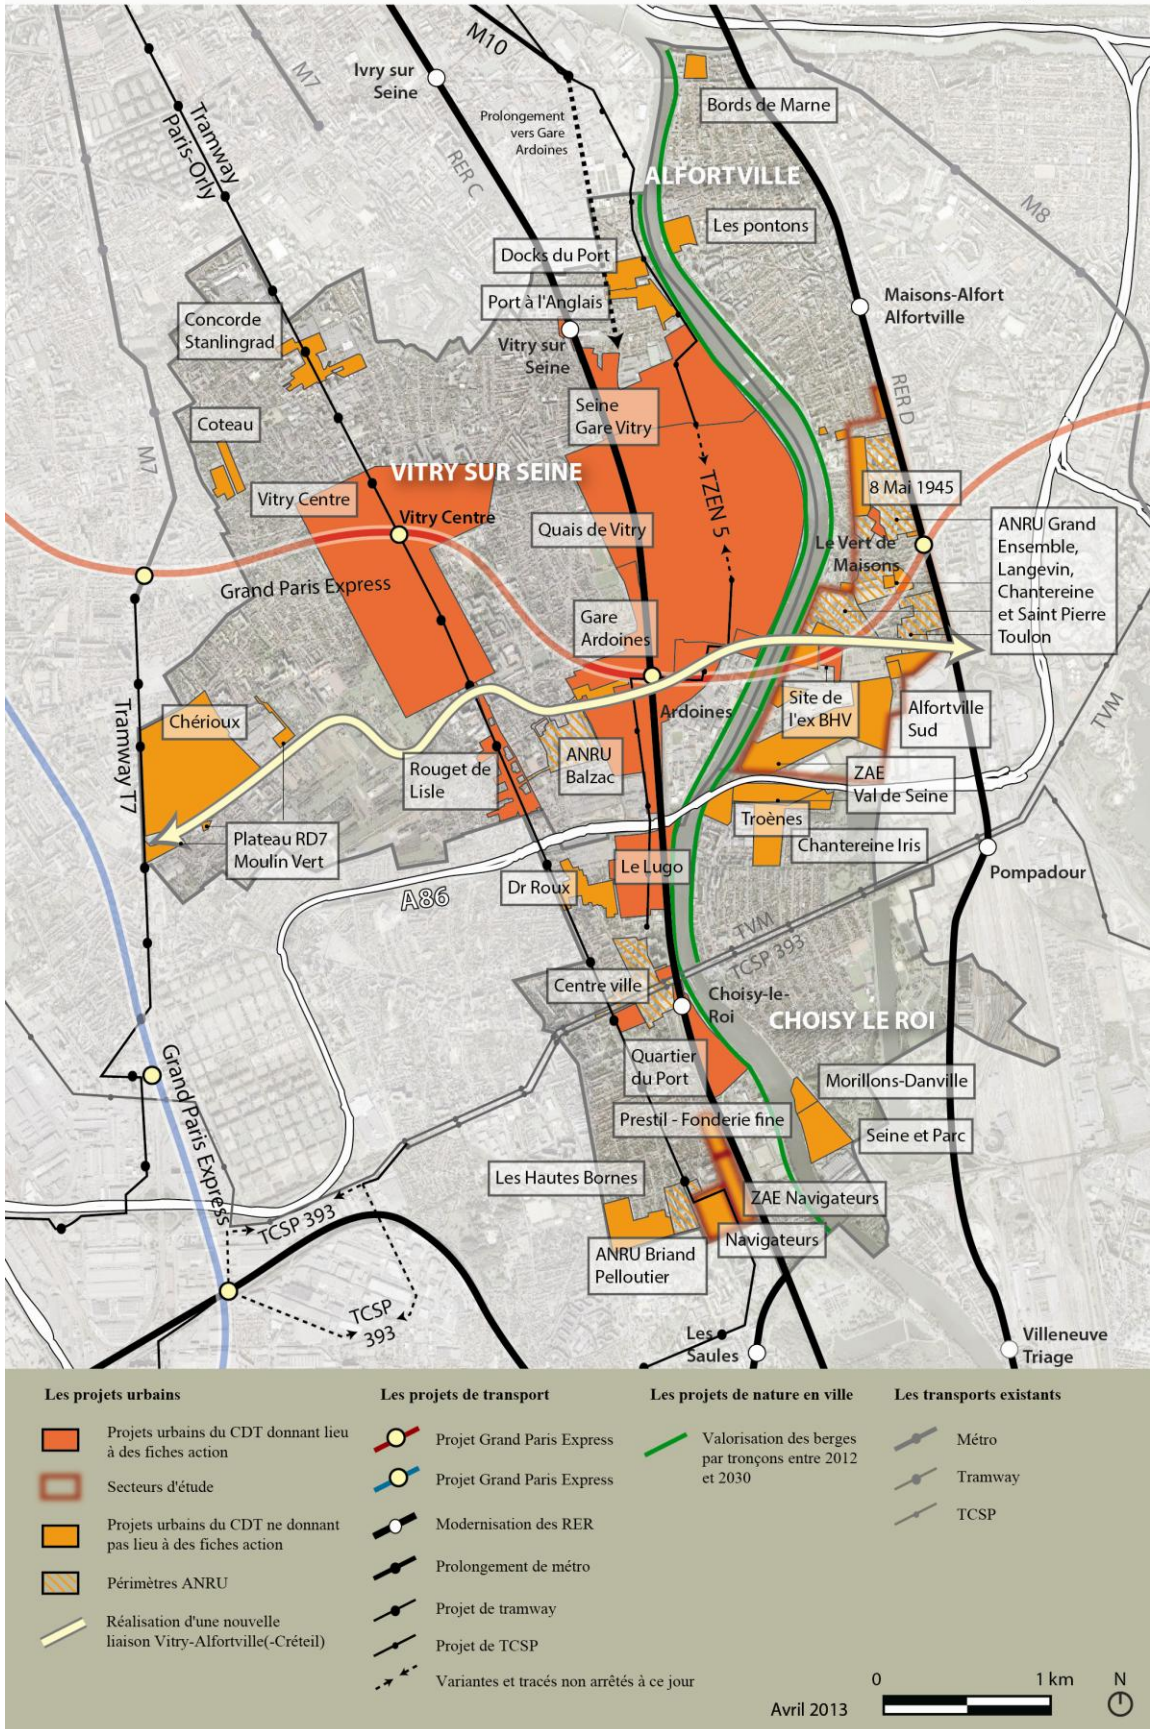 M10
M7
Ivry sur
Seine
Prolongement
vers Gare
Ardoines
Bords de Marne
Tramway
Paris-Orly
RER C
ALFORTVILLE
M8
Les pontons
Docks du Port
Port à l'Anglais
Vitry sur
Seine
Maisons-Alfort
Alfortville
Concorde
Stanlingrad
RER D
Seine
Gare Vitry
Coteau
M7
VITRY SUR SEINE
Vitry Centre
Vitry Centre
TZEN 5
8 Mai 1945
Quais de Vitry
Le Vert de
Maisons
ANRU Grand
Ensemble,
Langevin,
Chantereine
et Saint Pierre
Toulon
Grand Paris Express
Gare
Ardoines
Ardoines
Site de
l'ex BHV
Alfortville
Sud
TVM
Chérioux
Tramway T7
Rouget de
Lisle
ANRU
Balzac
ZAE
Val de Seine
Plateau RD7
Moulin Vert
Troènes
Chantereine Iris
A86
Dr Roux
Le Lugo
Pompadour
TVM
TCSP 393
Centre ville
Choisy-le-
Roi
CHOISY LE ROI
Grand Paris Express
Quartier
du Port
Morillons-Danville
Prestil - Fonderie fine
Seine et Parc
Les Hautes Bornes
ZAE Navigateurs
TCSP 393
Navigateurs
ANRU Briand
Pelloutier
TCSP
393
Les
Saules
Villeneuve
Triage
Les projets urbains
Projets urbains du CDT donnant lieu
à des fiches action
Secteurs d'étude
Projets urbains du CDT ne donnant
pas lieu à des fiches action
Périmètres ANRU
Réalisation d'une nouvelle
liaison Vitry-Alfortville(-Créteil)
Les projets de transport
Projet Grand Paris Express
Projet Grand Paris Express
Modernisation des RER
Prolongement de métro
Projet de tramway
Projet de TCSP
Variantes et tracés non arrêtés à ce jour
Les projets de nature en ville
Valorisation des berges
par tronçons entre 2012
et 2030
Les transports existants
Métro
Tramway
TCSP
Avril 2013
0
1 km
N